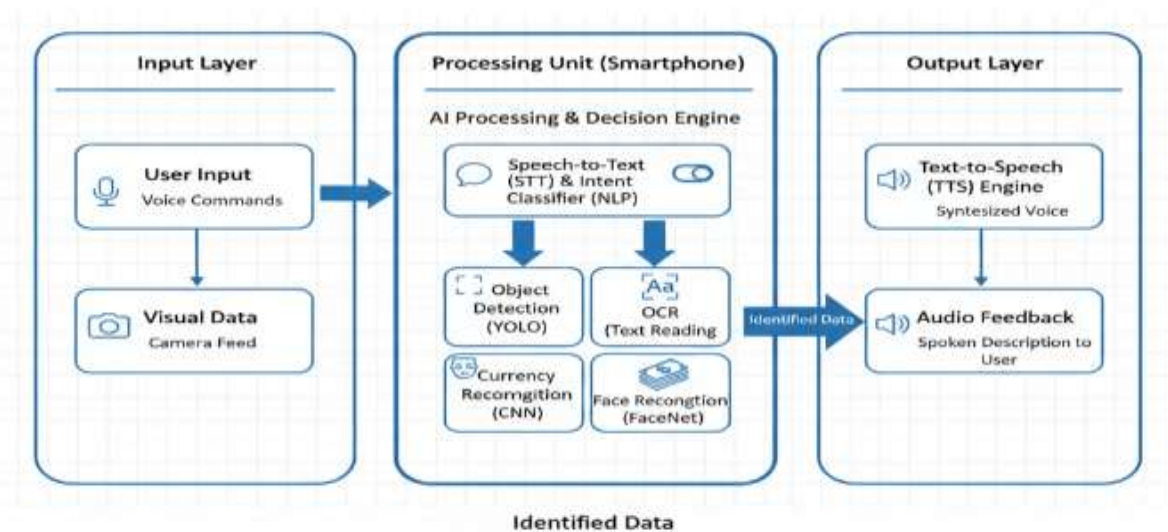 Input Layer
User Input
Voice Commands
Visual Data
Camera Feed
Processing Unit (Smartphone)
AI Processing & Decision Engine
Speech-to-Text
(STT) & Intent
Classifier (NLP)
Object
Detection
(YOLO)
Aa
OCR
(Text Reading
Currency
Recorngition
(CNN)
Face Recongtion
(FaceNet)
Identified Data
Output Layer
Text-to-Speech
(TTS) Engine
Syntesized Voice
Audio Feedback
Spoken Description to
User
Identified Data